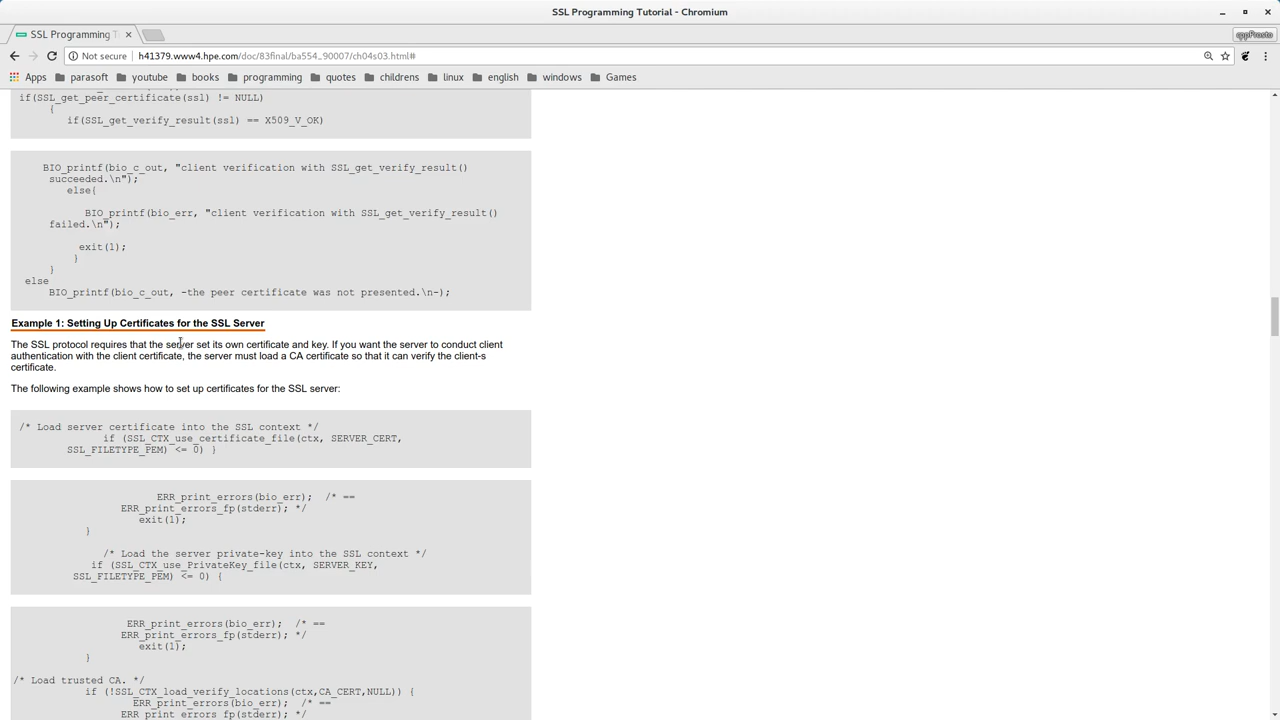 SSL Programming Tutorial - Chromium
SSL Programming T
cppProsto
Not secure
h41379.www4.hpe.com/doc/83final/ba554_90007/ch04s03.html#
Apps parasoft youtube books programming quotes childrens linux english windows Games
if(SSL_get_peer_certificate(ssl) != NULL)
{
if(SSL_get_verify_result(ssl) == X509_V_OK)
BIO_printf(bio_c_out, "client verification with SSL_get_verify_result()
succeeded.\n");
else{
BIO_printf(bio_err, "client verification with SSL_get_verify_result()
failed.\n");
exit(1);
}
}
else
BIO_printf(bio_c_out, -the peer certificate was not presented.\n-);
Example 1: Setting Up Certificates for the SSL Server
The SSL protocol requires that the server set its own certificate and key. If you want the server to conduct client
authentication with the client certificate, the server must load a CA certificate so that it can verify the client-s
certificate.
The following example shows how to set up certificates for the SSL server:
/* Load server certificate into the SSL context */
if (SSL_CTX_use_certificate_file(ctx, SERVER_CERT,
SSL_FILETYPE_PEM) <= 0) }
ERR_print_errors(bio_err); /* ==
ERR_print_errors_fp(stderr); */
exit(1);
}
/* Load the server private-key into the SSL context */
if (SSL_CTX_use_PrivateKey_file(ctx, SERVER_KEY,
SSL_FILETYPE_PEM) <= 0) {
ERR_print_errors(bio_err); /* ==
ERR_print_errors_fp(stderr); */
exit(1);
}
/* Load trusted CA. */
if (!SSL_CTX_load_verify_locations(ctx,CA_CERT,NULL)) {
ERR_print_errors(bio_err); /* ==
ERR_print_errors_fp(stderr); */